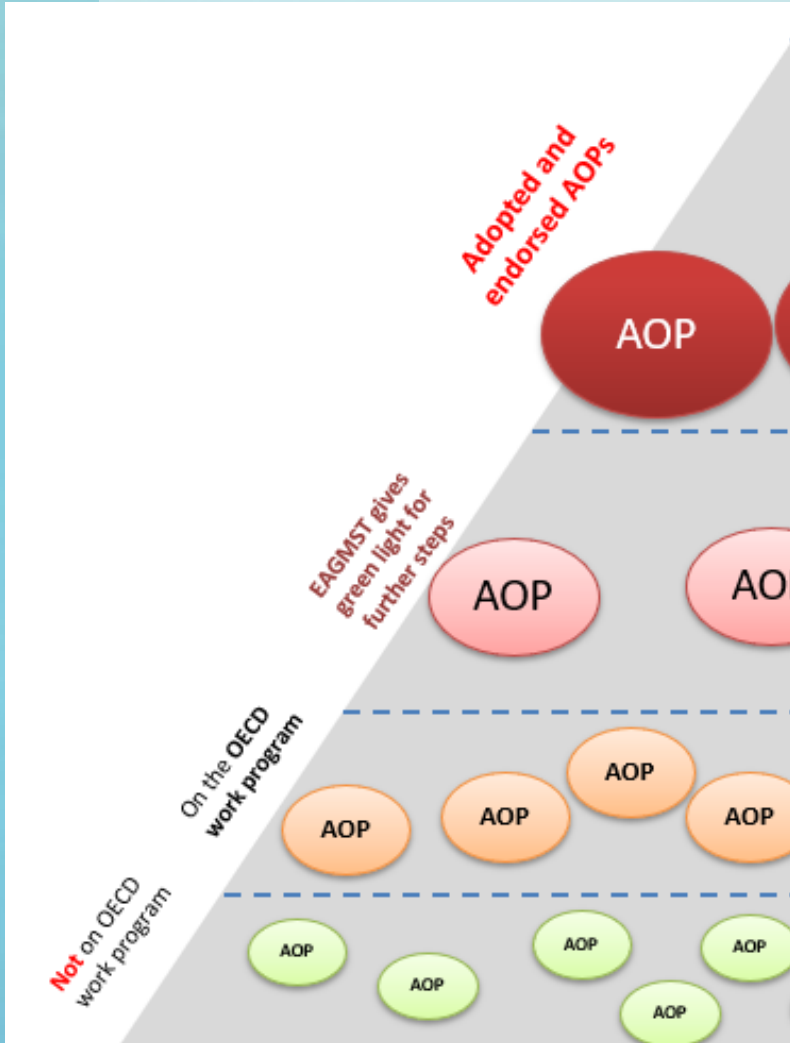 Adopted and
endorsed AOPs
AOP
EAGMST gives
green light for
further steps
AOP
AO
On the OECD
work program
AOP
AOP
AOP
AOP
Not on OECD
work program
AOP
AOP
AOP
AOP
AOP